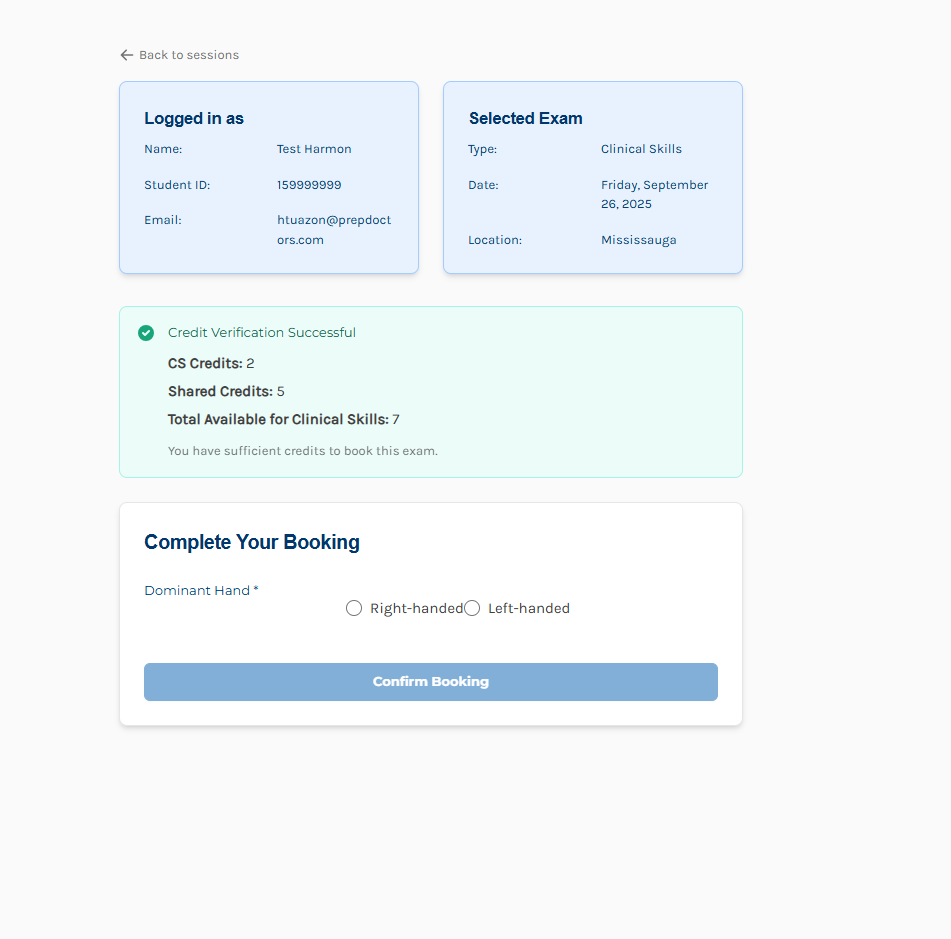 Back to sessions
Logged in as
Name: Test Harmon
Student ID: 159999999
Email: htuazon@prepdoct
ors.com
Selected Exam
Type: Clinical Skills
Date: Friday, September
26, 2025
Location: Mississauga
Credit Verification Successful
CS Credits: 2
Shared Credits: 5
Total Available for Clinical Skills: 7
You have sufficient credits to book this exam.
Complete Your Booking
Dominant Hand *
Right-handed Left-handed
Confirm Booking